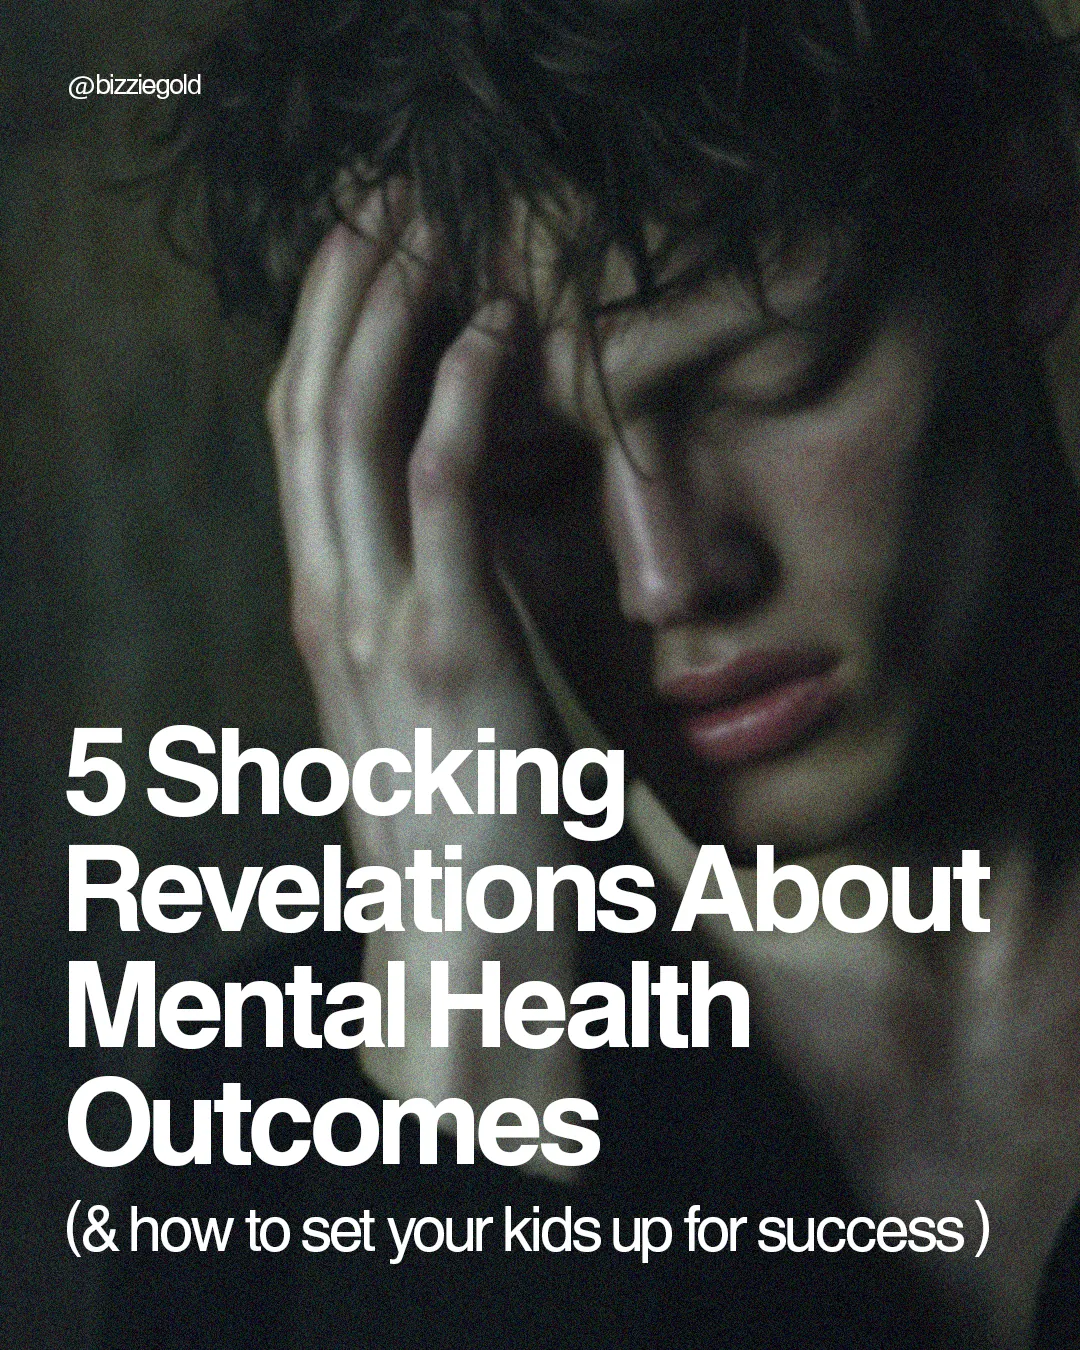 @bizziegold
5 Shocking
Revelations About
Mental Health
Outcomes
(& how to set your kids up for success )